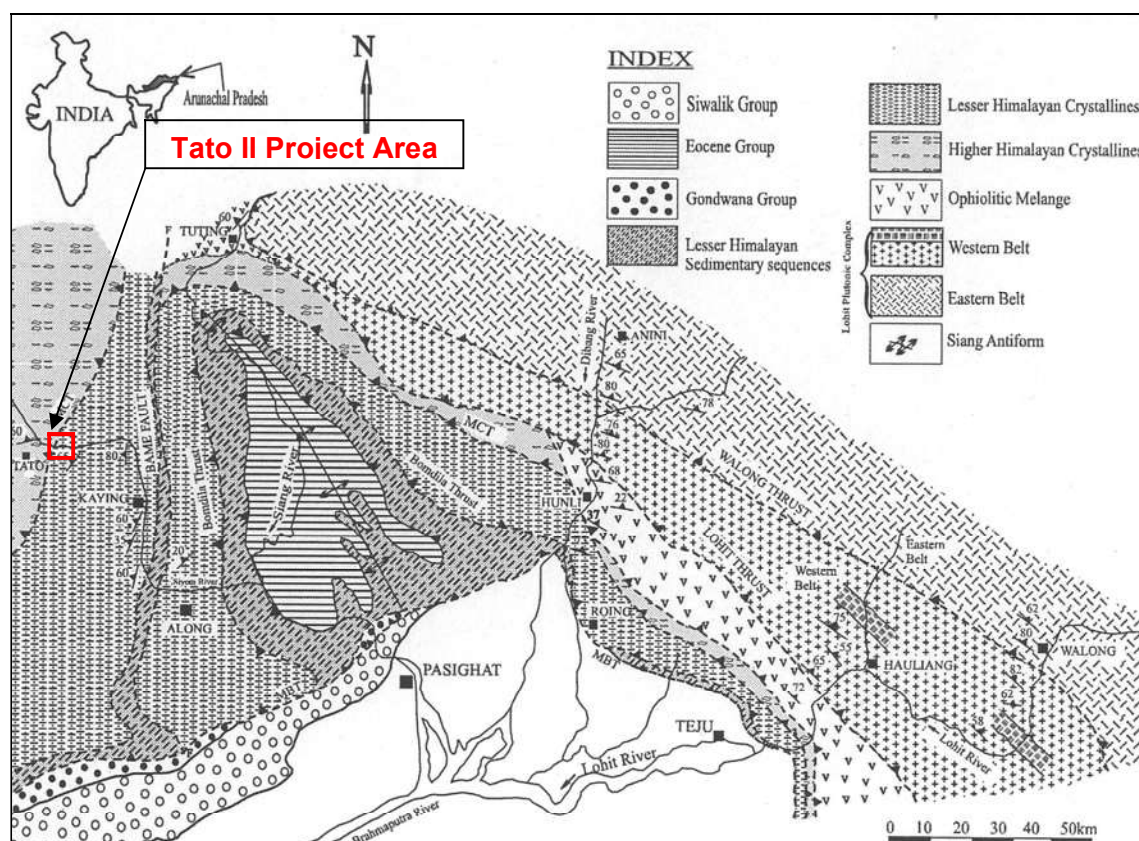 N
INDEX
INDIA
Arunachal Pradesh
Tato II Project Area
Siwalik Group
Eocene Group
Gondwana Group
Lesser Himalayan
Sedimentary sequences
Lesser Himalayan Crystallines
Higher Himalayan Crystallines
Ophiolitic Melange
Lohit Plutonic Complex
Western Belt
Eastern Belt
Siang Antiform
60
TUTING
F
Dibang River
ANINI
65
80
78
76
80
68
MCT
MCT
60
TATO
80
BAME FAULT
KAYING
60
35
60
Bomdila Thrust
Siang River
Bomdila Thrust
HUNLI
22
37
WALONG THRUST
LOHIT THRUST
Eastern
Belt
Western
Belt
20
Siyom River
ALONG
ROING
MBT
MBT
PASIGHAT
75
55
65
HAULIANG
62
80
WALONG
82
62
72
58
TEJU
Lohit River
Lohit River
Brahmaputra River
0 10 20 30 40 50km